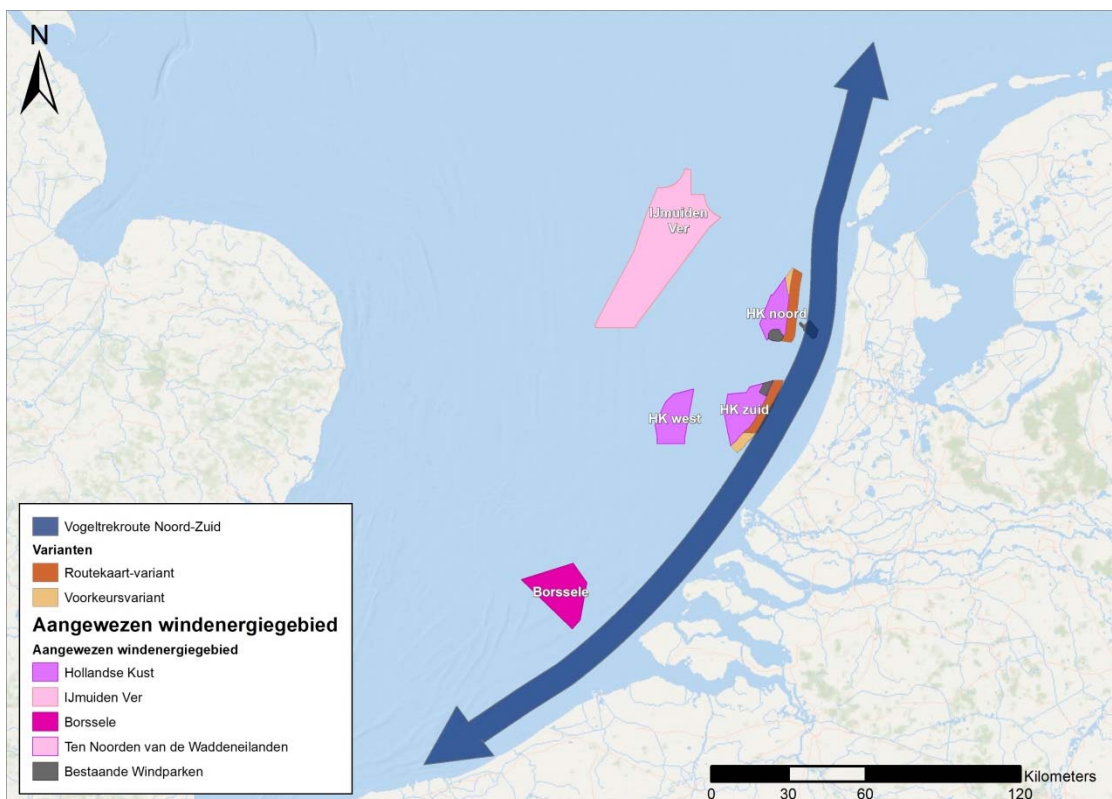 N
IJmuiden
Ver
HK noord
HK west
HK zuid
Borssele
Vogeltrekroute Noord-Zuid
Varianten
Routekaart-variant
Voorkeursvariant
Aangewezen windenergiegebied
Aangewezen windenergiegebied
Hollandse Kust
IJmuiden Ver
Borssele
Ten Noorden van de Waddeneilanden
Bestaande Windparken
Kilometers
0 30 60 120